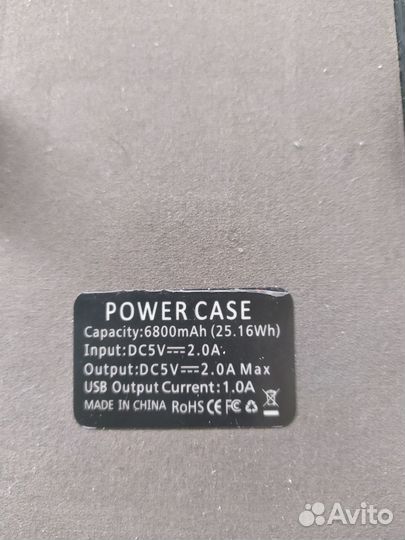 POWER CASE
Capacity:6800mAh (25.16Wh)
Input:DC5V⎓2.0A
Output:DC5V⎓2.0A Max
USB Output Current:1.0A
MADE IN CHINA RoHS CE FC
Avito